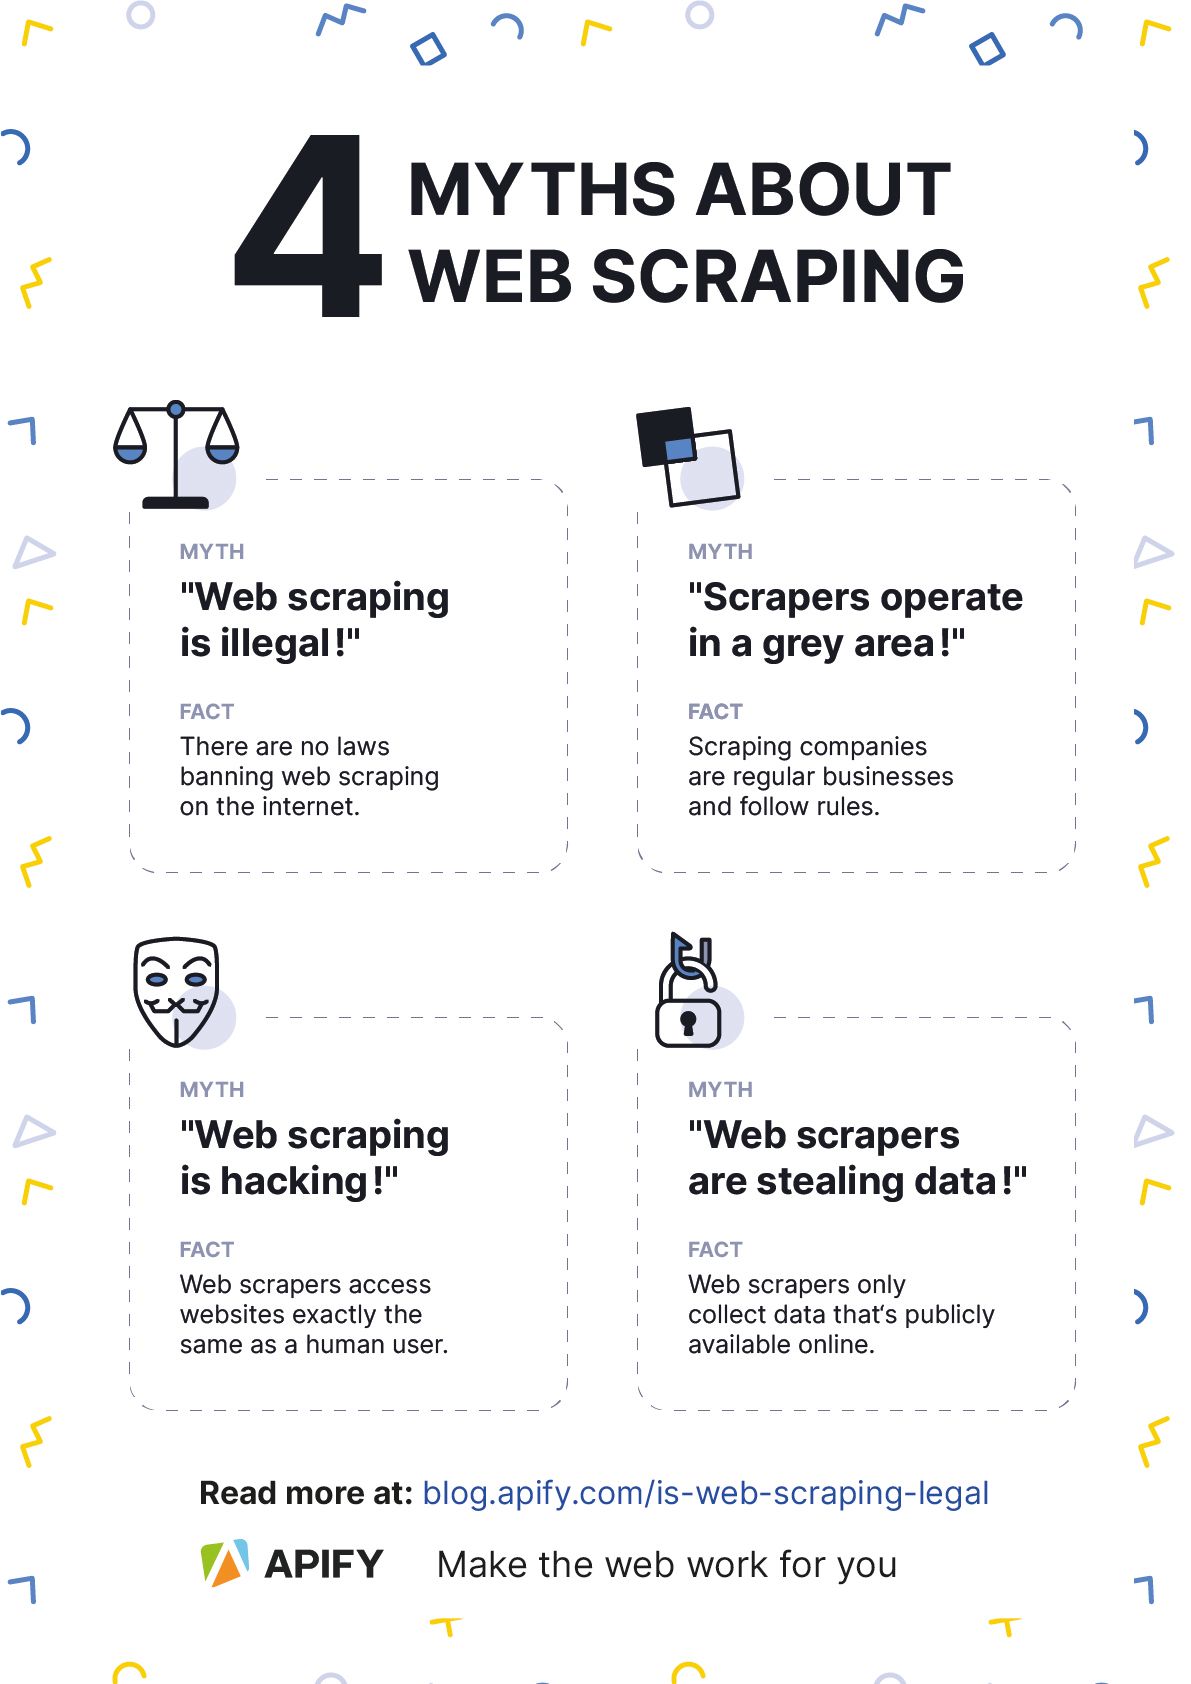 4 MYTHS ABOUT
WEB SCRAPING
MYTH
"Web scraping
is illegal!"
FACT
There are no laws
banning web scraping
on the internet.
MYTH
"Scrapers operate
in a grey area!"
FACT
Scraping companies
are regular businesses
and follow rules.
MYTH
"Web scraping
is hacking!"
FACT
Web scrapers access
websites exactly the
same as a human user.
MYTH
"Web scrapers
are stealing data!"
FACT
Web scrapers only
collect data that‘s publicly
available online.
Read more at: blog.apify.com/is-web-scraping-legal
APIFY Make the web work for you